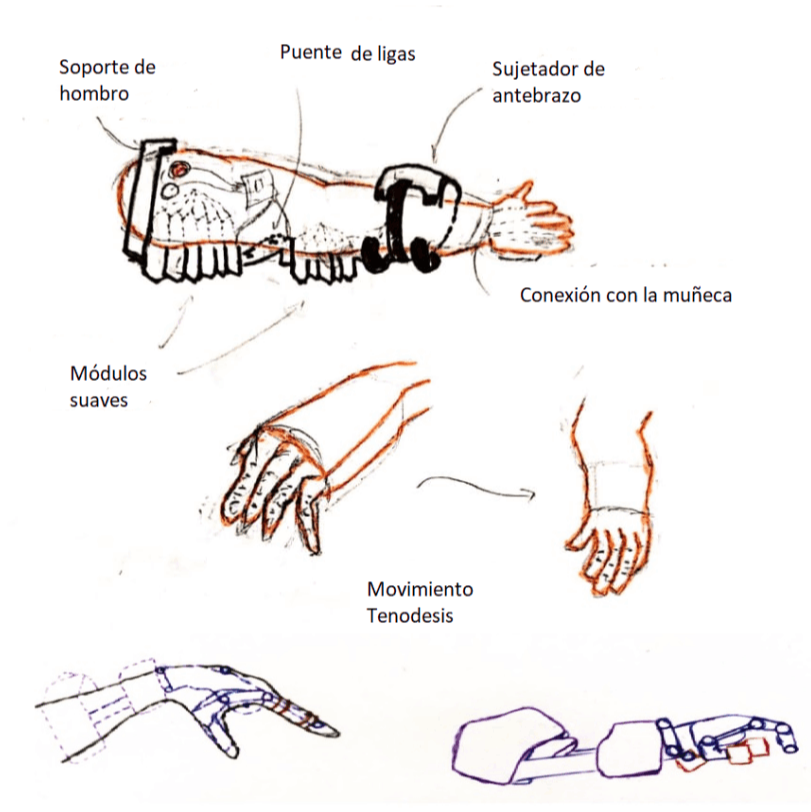 Soporte de
hombro
Puente de ligas
Sujetador de
antebrazo
Conexión con la muñeca
Módulos
suaves
Movimiento
Tenodesis